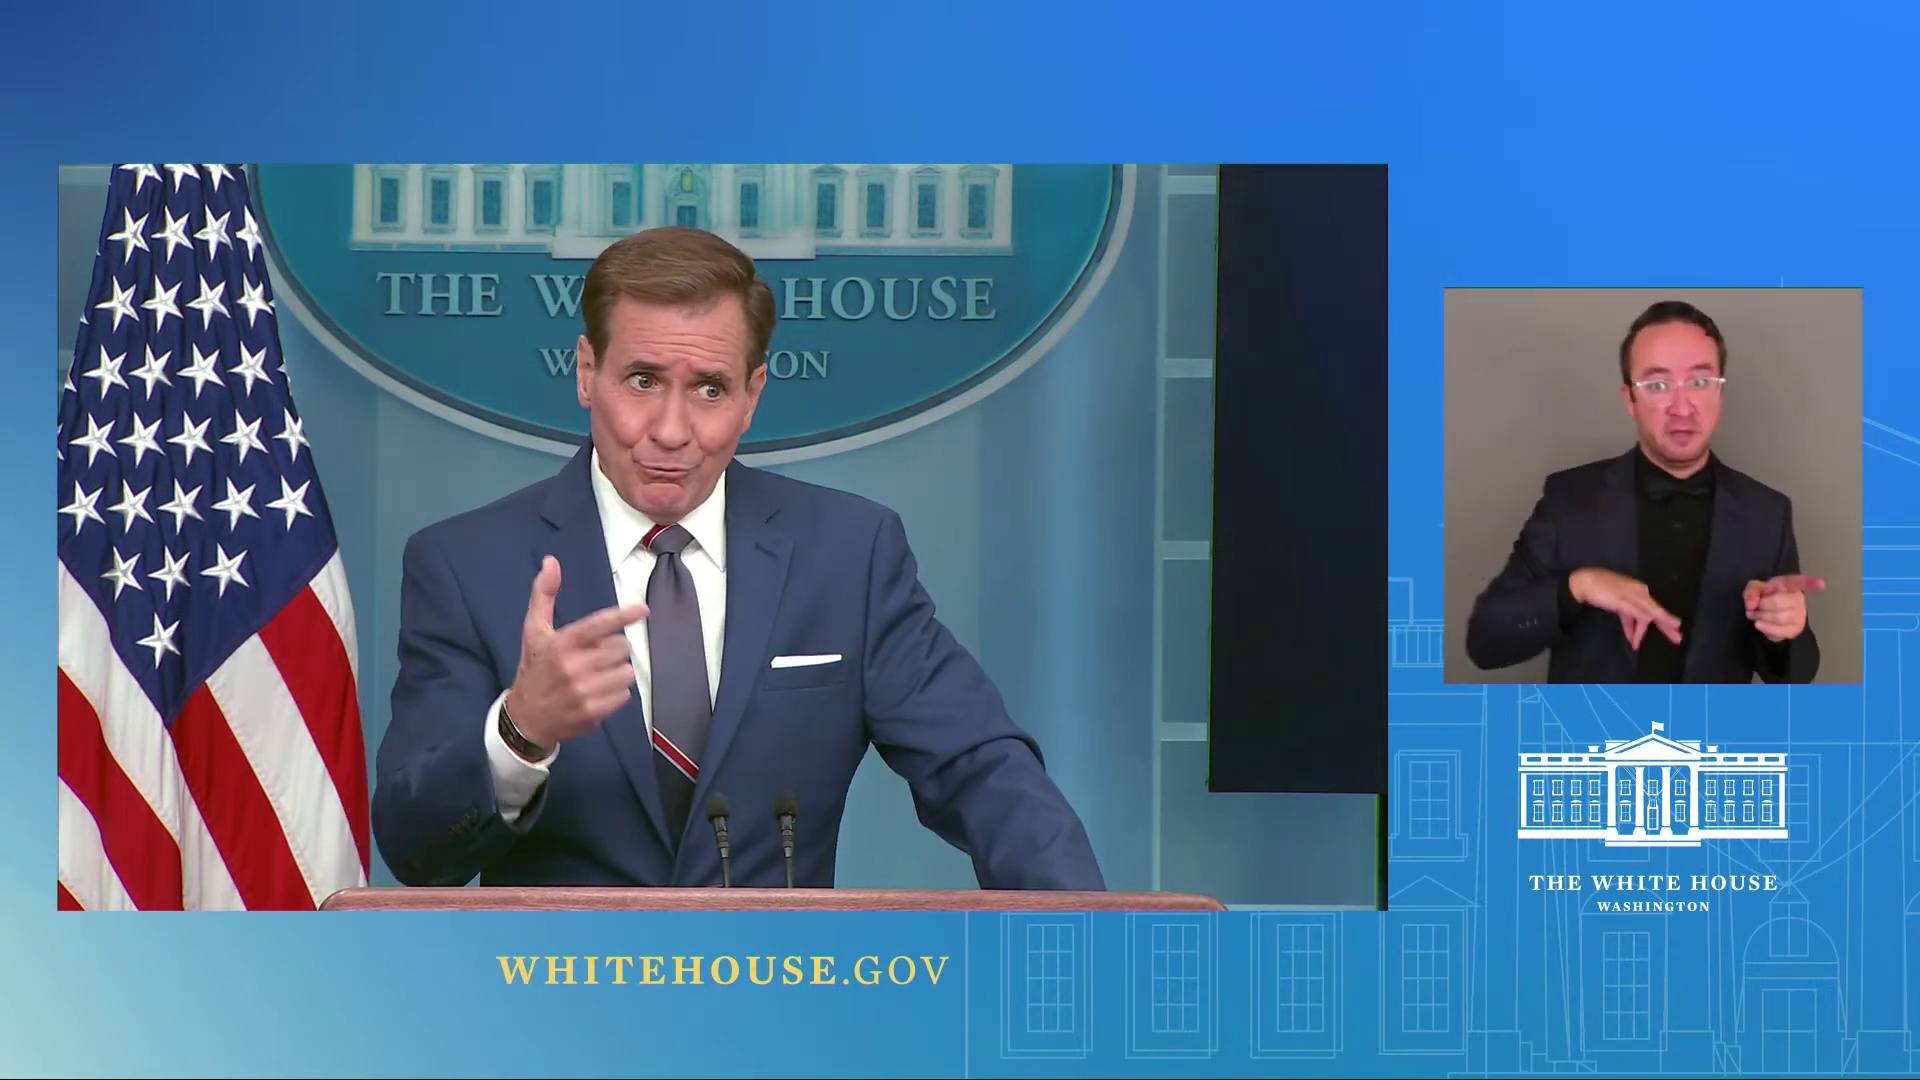 THE W HOUSE
W ON
WHITEHOUSE.GOV
THE WHITE HOUSE
WASHINGTON